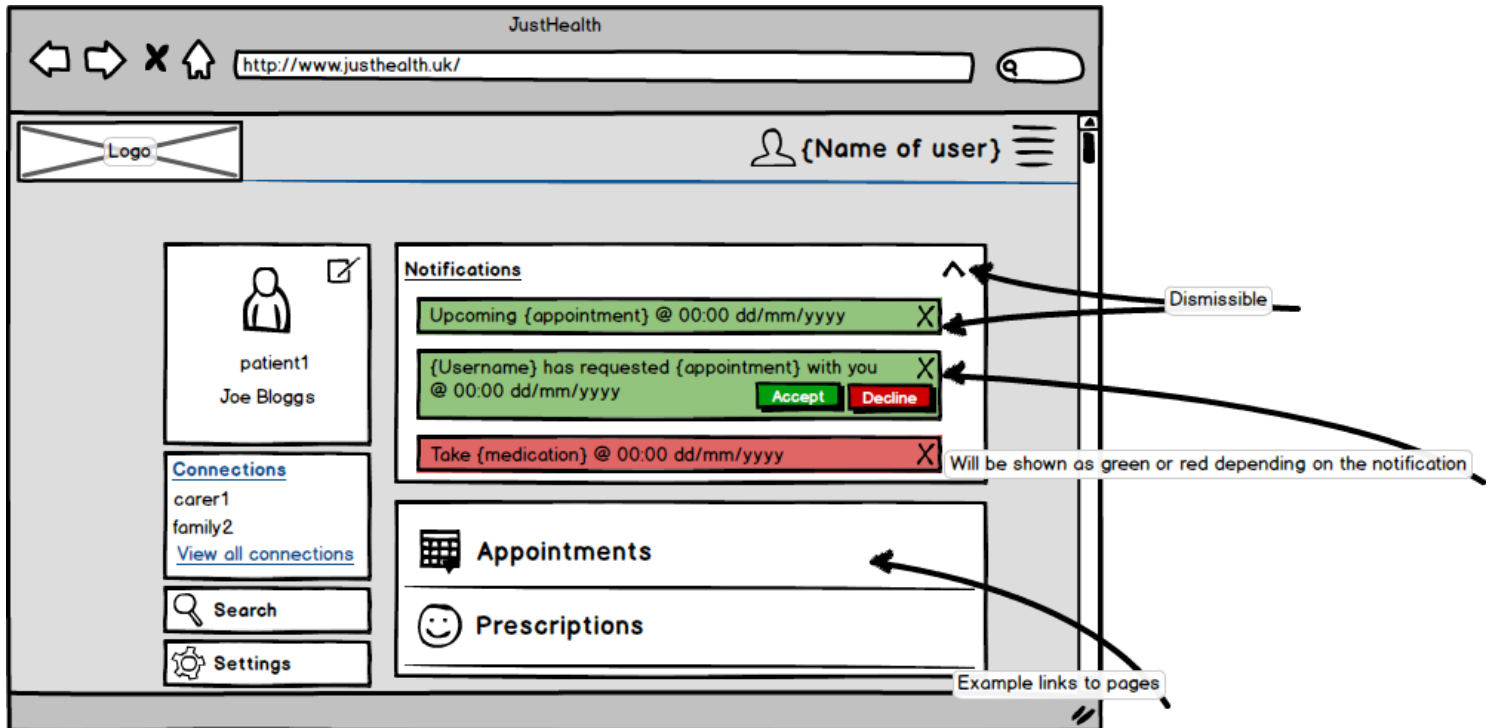 JustHealth
http://www.justhealth.uk/
Logo
{Name of user}
patient1
Joe Bloggs
Connections
carer1
family2
View all connections
Search
Settings
Notifications
Upcoming {appointment} @ 00:00 dd/mm/yyyy
X
{Username} has requested {appointment} with you
@ 00:00 dd/mm/yyyy
X
Accept
Decline
Take {medication} @ 00:00 dd/mm/yyyy
X
Appointments
Prescriptions
Dismissible
Will be shown as green or red depending on the notification
Example links to pages